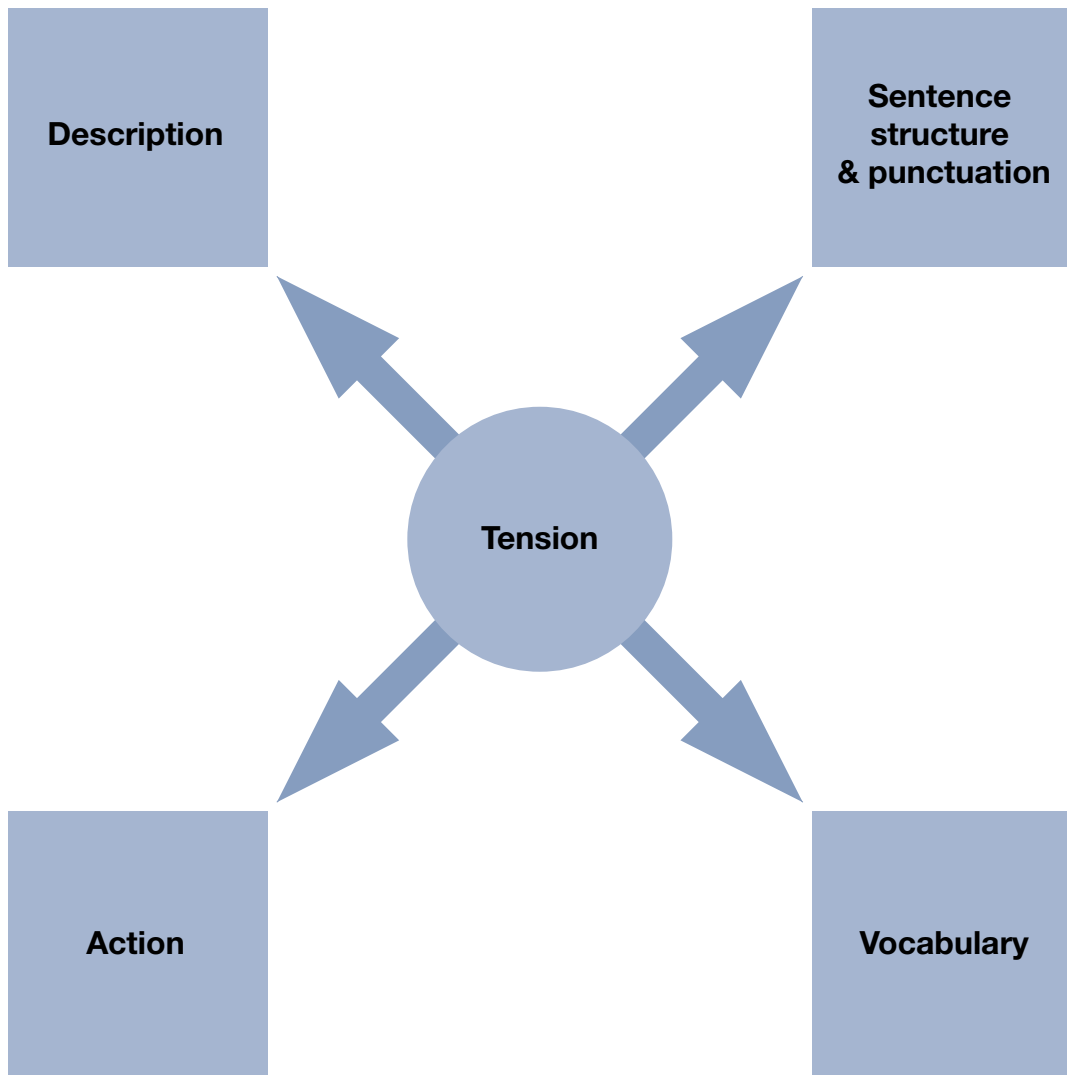 Description
Sentence
structure
& punctuation
Tension
Action
Vocabulary